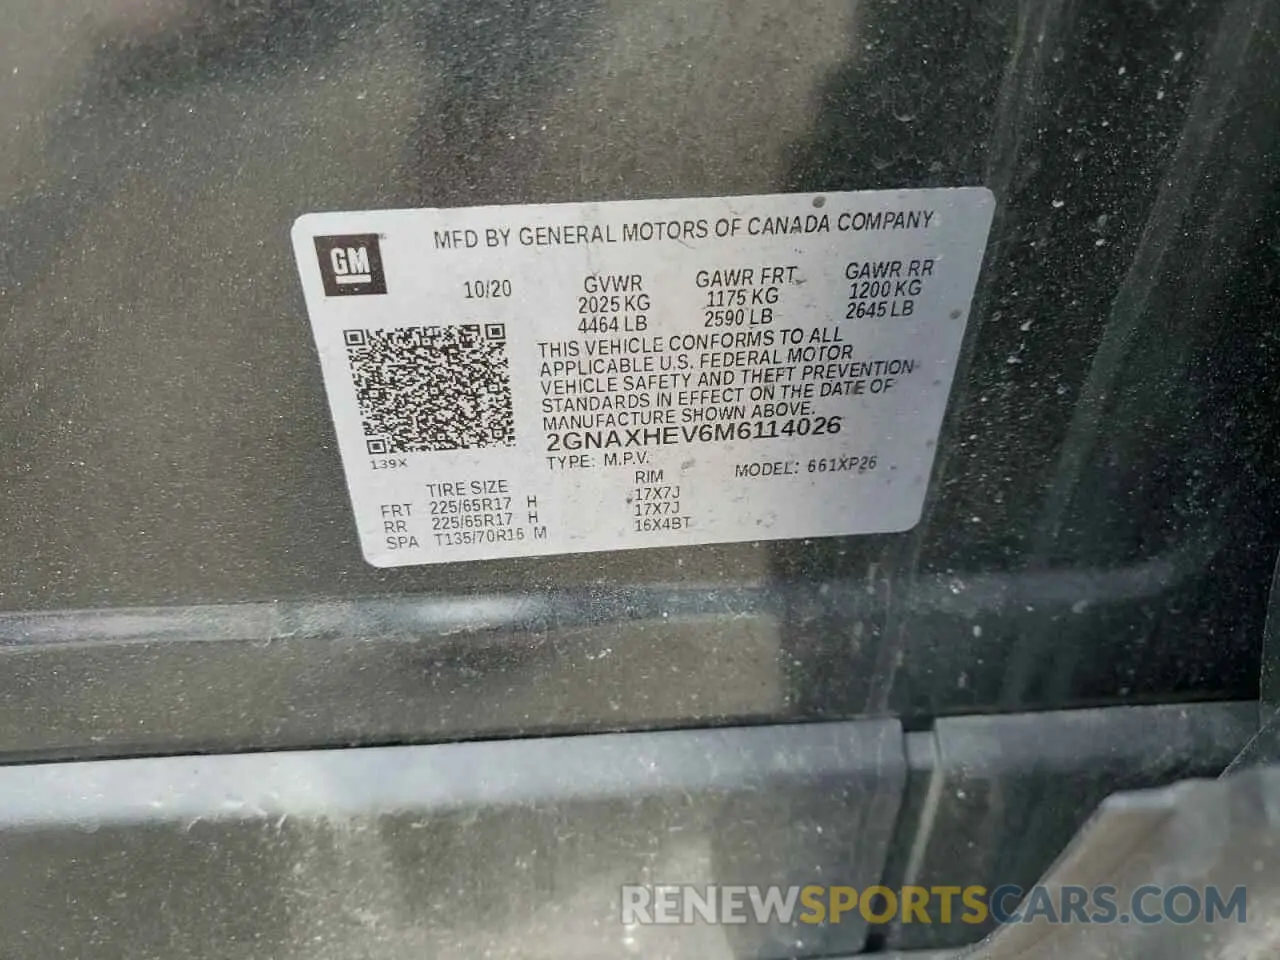 MFD BY GENERAL MOTORS OF CANADA COMPANY
GM
10/20
GVWR
2025 KG
4464 LB
GAWR FRT
1175 KG
2590 LB
GAWR RR
1200 KG
2645 LB
THIS VEHICLE CONFORMS TO ALL
APPLICABLE U.S. FEDERAL MOTOR
VEHICLE SAFETY AND THEFT PREVENTION
STANDARDS IN EFFECT ON THE DATE OF
MANUFACTURE SHOWN ABOVE.
2GNAXHEV6M6114026
TYPE: M.P.V. MODEL: 661XP26
139X
TIRE SIZE RIM
FRT 225/65R17 H 17X7J
RR 225/65R17 H 17X7J
SPA T135/70R16 M 16X4BT
RENEWSPORTSCARS.COM